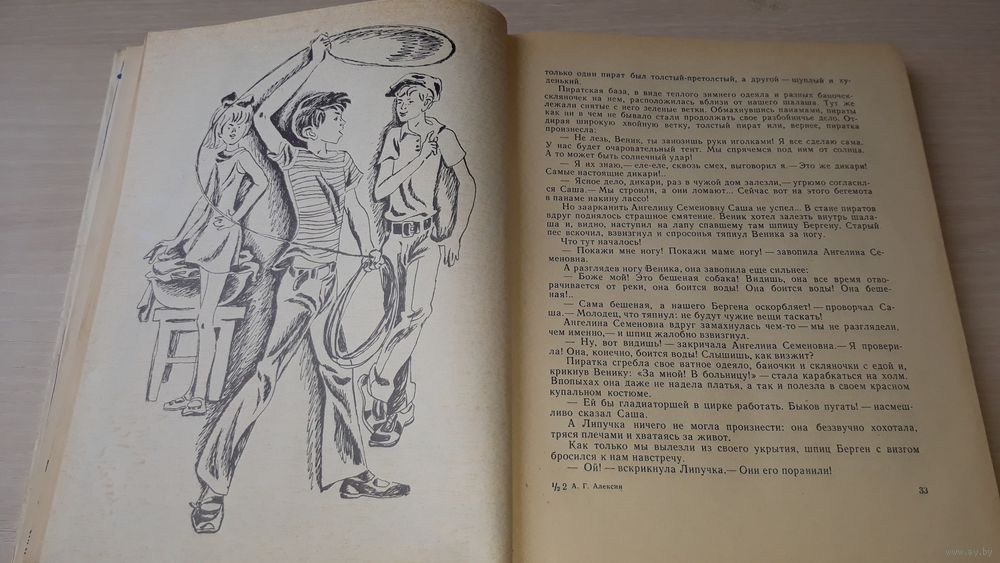 только один пират был толстый-претолстый, а другой — щуплый и ху-
денький.
Пиратская база, в виде теплого зимнего одеяла и разных баночек-
скляночек на нем, расположилась вблизи от нашего шалаша. Тут же
лежали снятые с него зеленые ветки. Обмахнувшись панамами, пираты
как ни в чем не бывало стали продолжать свое разбойничье дело. От-
дирая широкую хвойную ветку, толстый пират или, вернее, пиратка
произнесла:
— Не лезь, Веник, ты занозишь руки иголками! Я все сделаю сама.
У нас будет очаровательный тент. Мы спрячемся под ним от солнца.
А то может быть солнечный удар!
— Я их знаю,— еле-еле, сквозь смех, выговорил я.— Это же дикари!
Самые настоящие дикари!..
— Ясное дело, дикари, раз в чужой дом залезли,— угрюмо согласил-
ся Саша.— Мы строили, а они ломают... Сейчас вот на этого бегемота
в панаме накину лассо!
Но заарканить Ангелину Семеновну Саша не успел... В стане пиратов
вдруг поднялось страшное смятение. Веник хотел залезть внутрь шала-
ша и, видно, наступил на лапу спавшему там шпицу Бергену. Старый
пес вскочил, взвизгнул и спросонья тяпнул Веника за ногу.
Что тут началось!
— Покажи мне ногу! Покажи маме ногу! — завопила Ангелина Се-
меновна.
А разглядев ногу Веника, она завопила еще сильнее:
— Боже мой! Это бешеная собака! Видишь, она все время отво-
рачивается от реки, она боится воды! Она боится воды! Она беше-
ная!..
— Сама бешеная, а нашего Бергена оскорбляет! — проворчал Са-
ша.— Молодец, что тяпнул: не будут чужие вещи таскать!
Ангелина Семеновна вдруг замахнулась чем-то — мы не разглядели,
чем именно,— и шпиц жалобно взвизгнул.
— Ну, вот видишь! — закричала Ангелина Семеновна.— Я провери-
ла! Она, конечно, боится воды! Слышишь, как визжит?
Пиратка сгребла свое ватное одеяло, баночки и скляночки с едой и,
крикнув Венику: «За мной! В больницу!» — стала карабкаться на холм.
Впопыхах она даже не надела платья, а так и полезла в своем красном
купальном костюме.
— Ей бы гладиаторшей в цирке работать. Быков пугать! — насмеш-
ливо сказал Саша.
А Липучка ничего не могла произнести: она беззвучно хохотала,
тряся плечами и хватаясь за живот.
Как только мы вылезли из своего укрытия, шпиц Берген с визгом
бросился к нам навстречу.
— Ой! — вскрикнула Липучка.— Они его поранили!
½ 2 А. Г. Алексин
33
www.ay.by